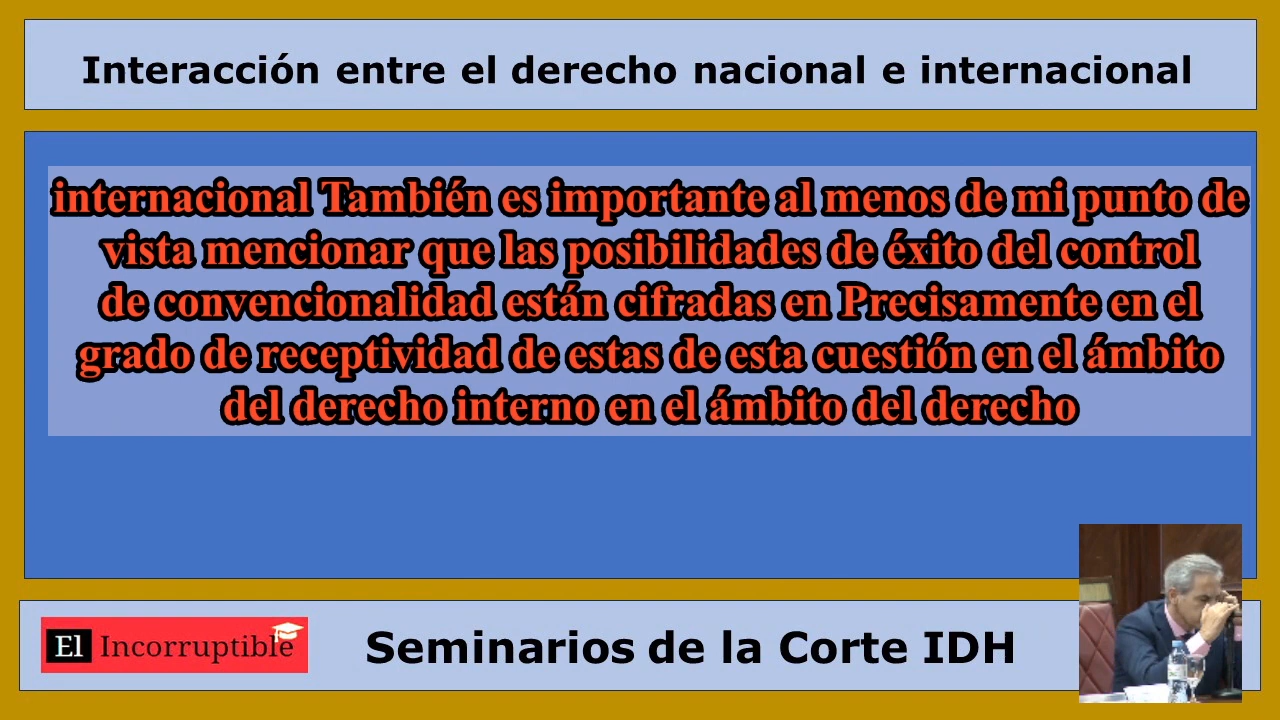 Interacción entre el derecho nacional e internacional
internacional También es importante al menos de mi punto de
vista mencionar que las posibilidades de éxito del control
de convencionalidad están cifradas en Precisamente en el
grado de receptividad de estas de esta cuestión en el ámbito
del derecho interno en el ámbito del derecho
El Incorruptible
Seminarios de la Corte IDH